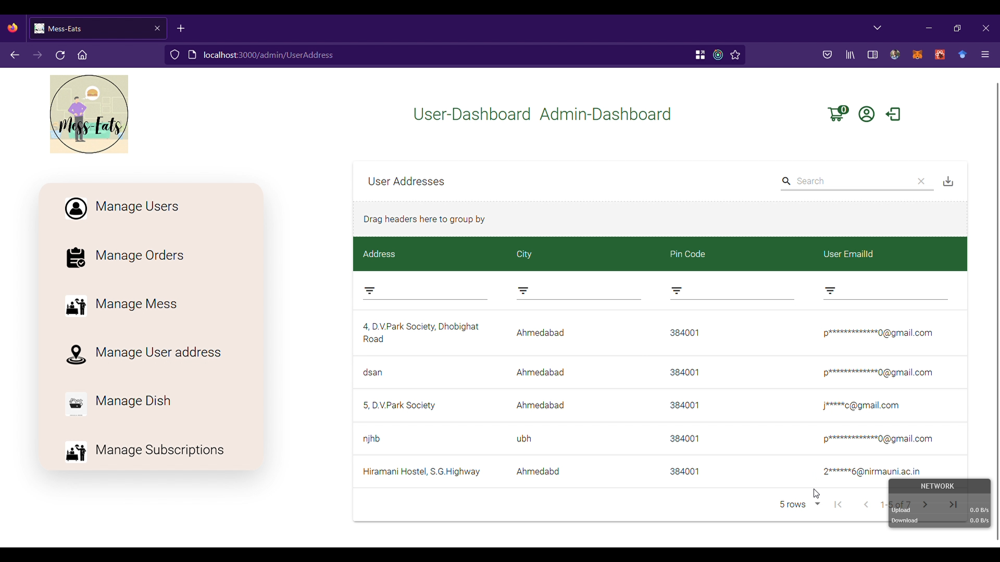 Mess-Eats
localhost:3000/admin/UserAddress
Mess-Eats
User-Dashboard Admin-Dashboard
0
Manage Users
Manage Orders
Manage Mess
Manage User address
Manage Dish
Manage Subscriptions
User Addresses
Search
Drag headers here to group by
Address City Pin Code User EmailId
4, D.V.Park Society, Dhobighat
Road
Ahmedabad 384001 p*************0@gmail.com
dsan Ahmedabad 384001 p*************0@gmail.com
5, D.V.Park Society Ahmedabad 384001 j*****c@gmail.com
njhb ubh 384001 p*************0@gmail.com
Hiramani Hostel, S.G.Highway Ahmedabd 384001 2******6@nirmauni.ac.in
5 rows 1-5 of 7
NETWORK
Upload 0.0 B/s
Download 0.0 B/s